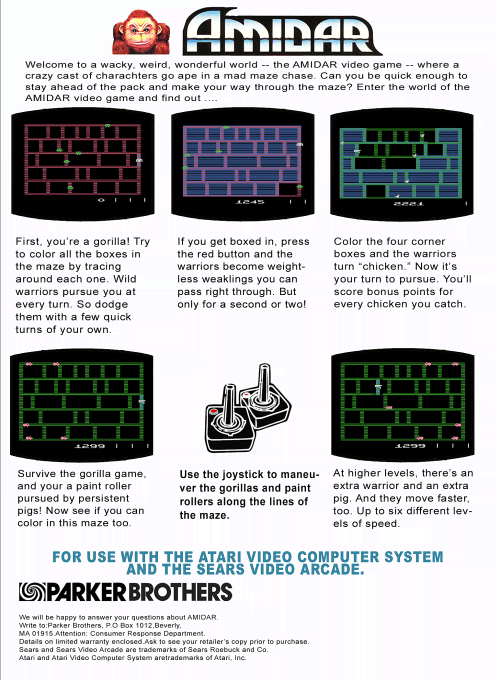 AMIDAR
Welcome to a wacky, weird, wonderful world -- the AMIDAR video game -- where a
crazy cast of charachters go ape in a mad maze chase. Can you be quick enough to
stay ahead of the pack and make your way through the maze? Enter the world of the
AMIDAR video game and find out ....
0
1245
2221
First, you're a gorilla! Try
to color all the boxes in
the maze by tracing
around each one. Wild
warriors pursue you at
every turn. So dodge
them with a few quick
turns of your own.
If you get boxed in, press
the red button and the
warriors become weight-
less weaklings you can
pass right through. But
only for a second or two!
Color the four corner
boxes and the warriors
turn “chicken.” Now it's
your turn to pursue. You'll
score bonus points for
every chicken you catch.
1299
1299
Survive the gorilla game,
and your a paint roller
pursued by persistent
pigs! Now see if you can
color in this maze too.
Use the joystick to maneu-
ver the gorillas and paint
rollers along the lines of
the maze.
At higher levels, there's an
extra warrior and an extra
pig. And they move faster,
too. Up to six different lev-
els of speed.
FOR USE WITH THE ATARI VIDEO COMPUTER SYSTEM
AND THE SEARS VIDEO ARCADE.
PARKER BROTHERS
We will be happy to answer your questions about AMIDAR.
Write to:Parker Brothers, P.O Box 1012,Beverly,
MA 01915.Attention: Consumer Response Department.
Details on limited warranty enclosed.Ask to see your retailer's copy prior to purchase.
Sears and Sears Video Arcade are trademarks of Sears Roebuck and Co.
Atari and Atari Video Computer System aretrademarks of Atari, Inc.